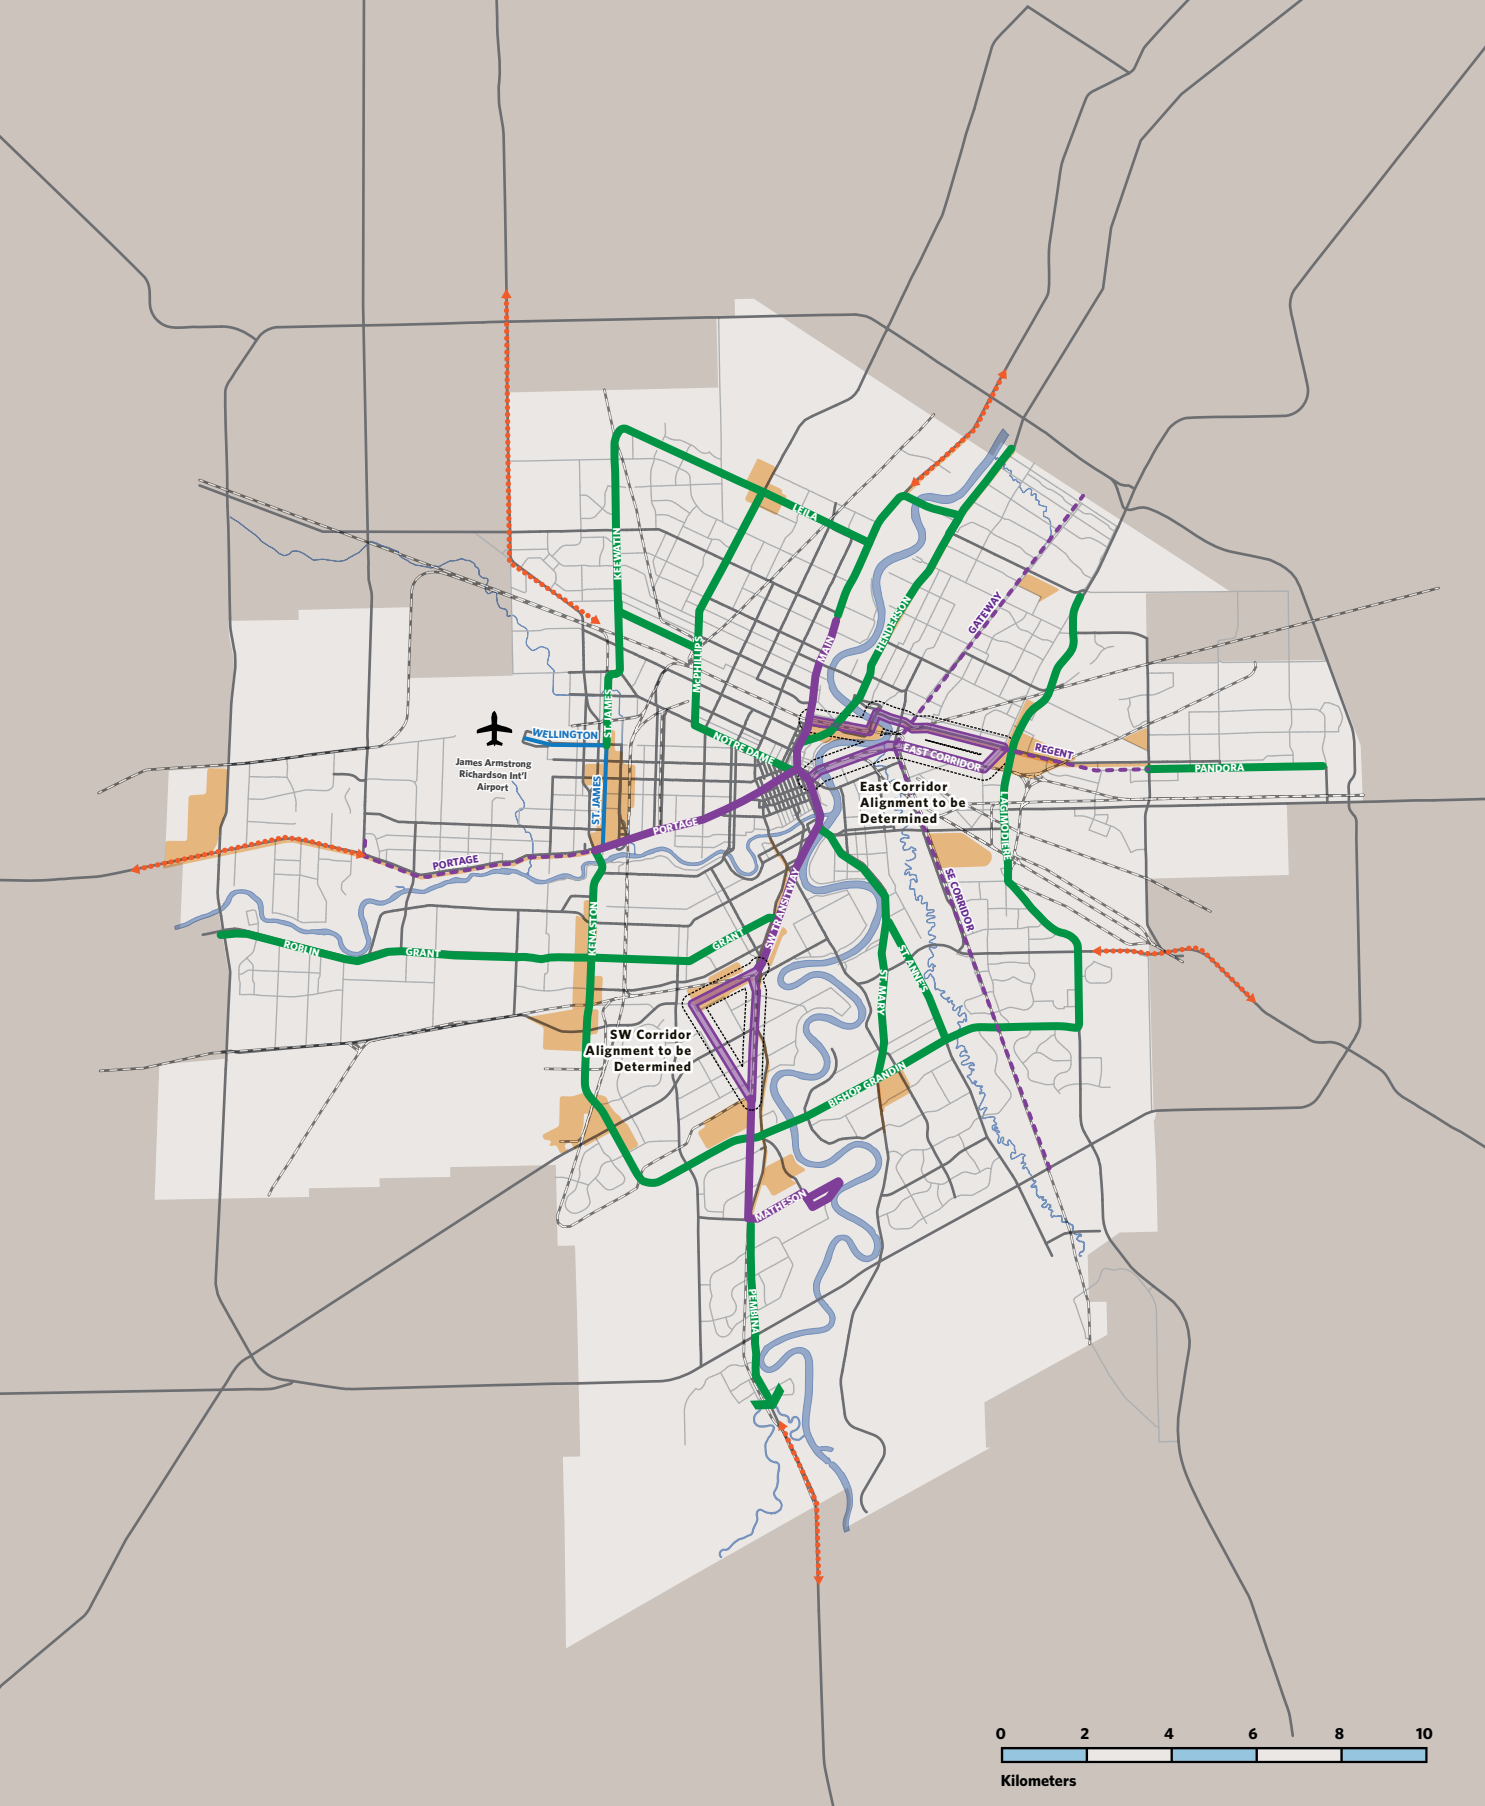 LEILA
KEEWATIN
GATEWAY
HENDERSON
MAIN
McPHILLIPS
ST. JAMES
WELLINGTON
NOTRE DAME
EAST CORRIDOR
REGENT
PANDORA
James Armstrong
Richardson Int'l
Airport
ST. JAMES
East Corridor
Alignment to be
Determined
PORTAGE
LAGIMODIERE
PORTAGE
SE CORRIDOR
SW TRANSITWAY
KENASTON
ROBLIN
GRANT
GRANT
ST. ANNE'S
ST. MARY
SW Corridor
Alignment to be
Determined
BISHOP GRANDIN
MATHESON
PEMBINA
0 2 4 6 8 10
Kilometers